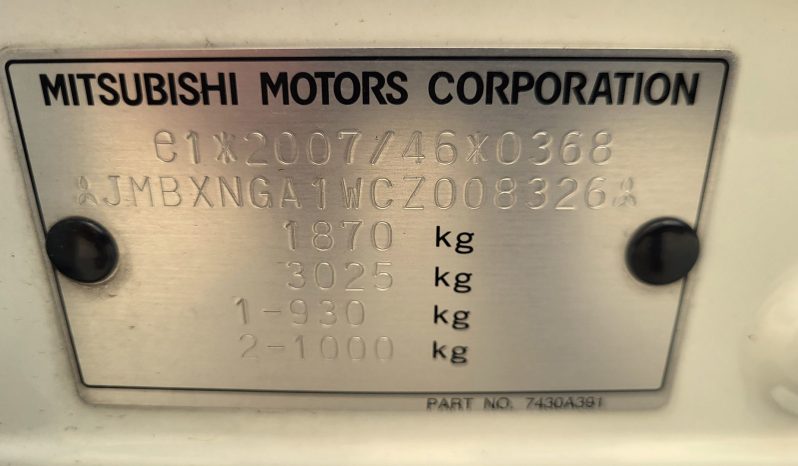 MITSUBISHI MOTORS CORPORATION
e1*2007/46*0368
*JMBXNGA1WCZ008326*
1870 kg
3025 kg
1-930 kg
2-1000 kg
PART NO. 7430A391